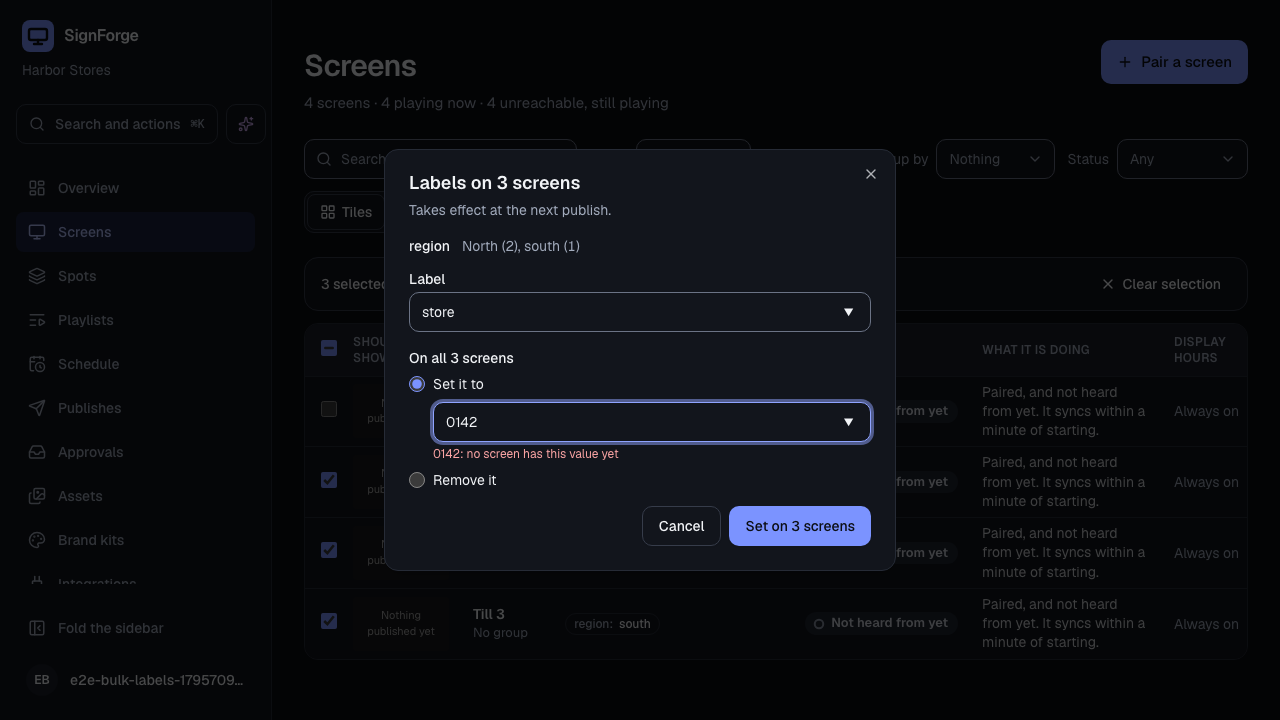 SignForge
Harbor Stores
Search and actions ⌘K
Overview
Screens
Spots
Playlists
Schedule
Publishes
Approvals
Assets
Brand kits
Integrations
Fold the sidebar
EB e2e-bulk-labels-1795709…
Screens
Pair a screen
4 screens · 4 playing now · 4 unreachable, still playing
Search
up by Nothing Status Any
Tiles
3 selected
Clear selection
WHAT IT IS DOING
DISPLAY
HOURS
Paired, and not heard
from yet. It syncs within a
minute of starting.
from yet
Always on
Paired, and not heard
from yet. It syncs within a
minute of starting.
from yet
Always on
Paired, and not heard
from yet. It syncs within a
minute of starting.
from yet
Always on
Nothing
published yet
Till 3
No group
region: south
Not heard from yet
Paired, and not heard
from yet. It syncs within a
minute of starting.
Always on
Labels on 3 screens
Takes effect at the next publish.
region North (2), south (1)
Label
store
On all 3 screens
Set it to
0142
0142: no screen has this value yet
Remove it
Cancel
Set on 3 screens